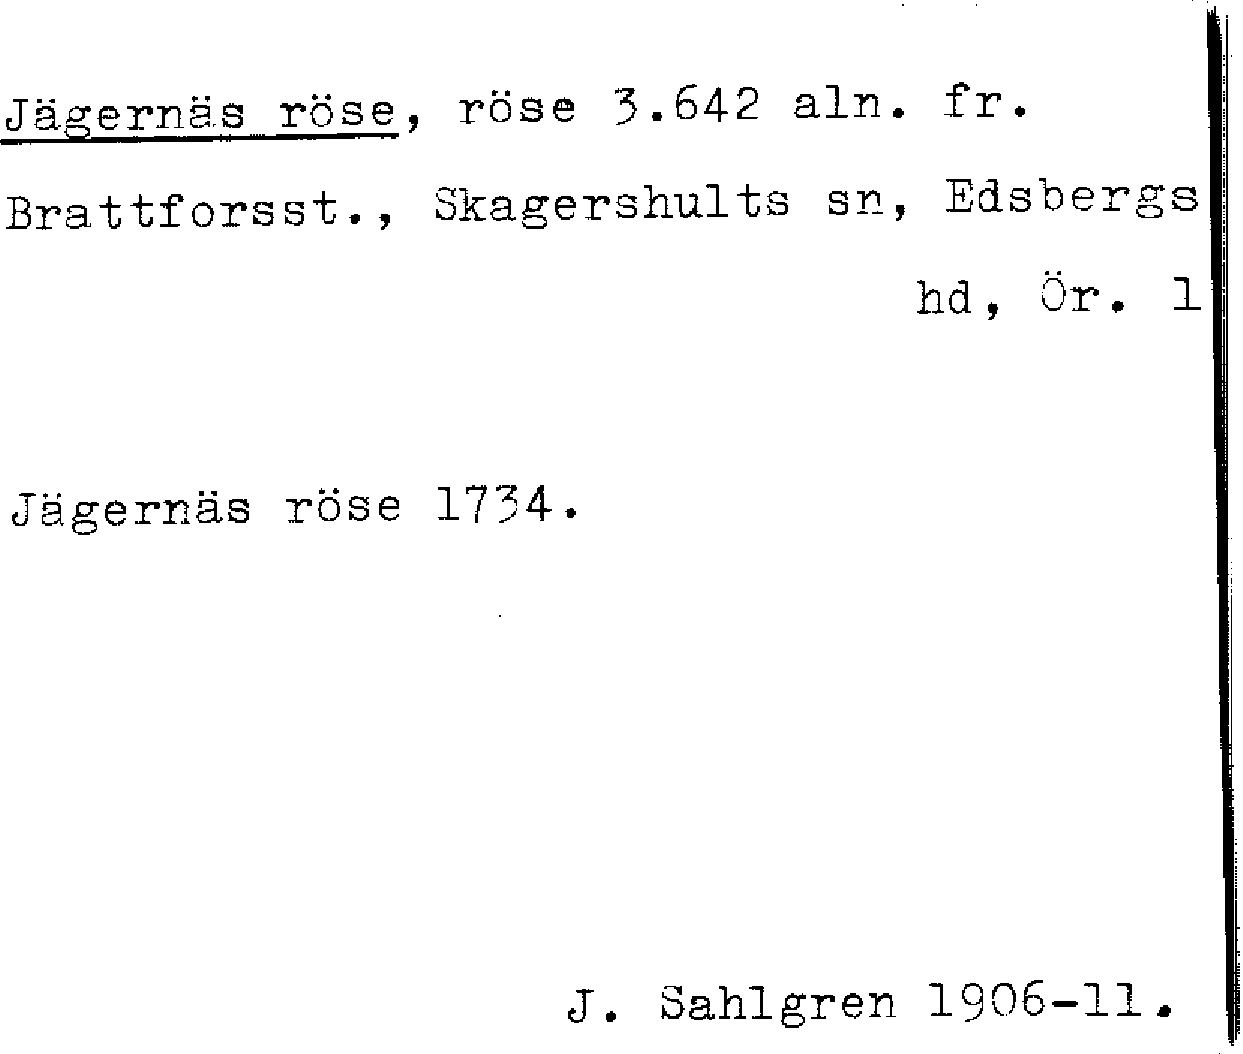 Jägernäs röse, röse 3.642 aln. fr.
Brattforsst., Skagershults sn, Edsbergs
hd, Ör. l
Jägernäs röse 1734.
J. Sahlgren 1906-11.